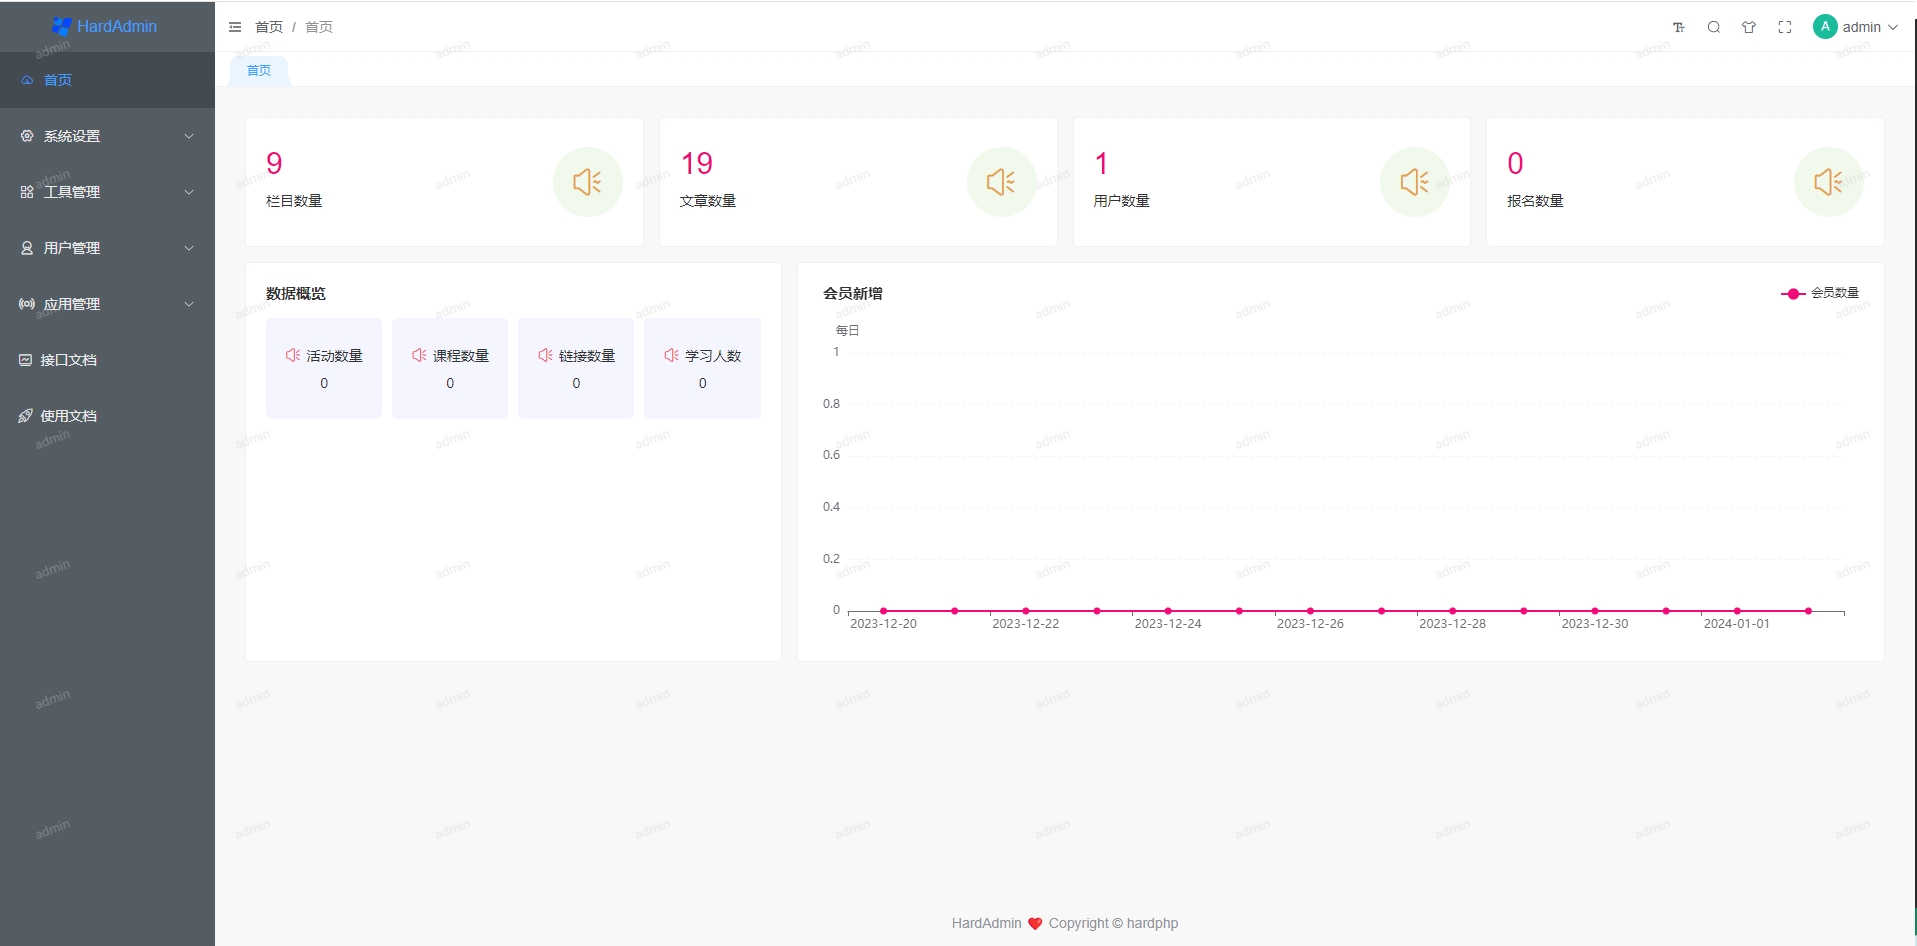 HardAdmin
首页
系统设置
工具管理
用户管理
应用管理
接口文档
使用文档
首页 / 首页
A admin
首页
9
栏目数量
19
文章数量
1
用户数量
0
报名数量
数据概览
活动数量
0
课程数量
0
链接数量
0
学习人数
0
会员新增
会员数量
每日
1
0.8
0.6
0.4
0.2
0
2023-12-20 2023-12-22 2023-12-24 2023-12-26 2023-12-28 2023-12-30 2024-01-01
HardAdmin ❤️ Copyright © hardphp
admin